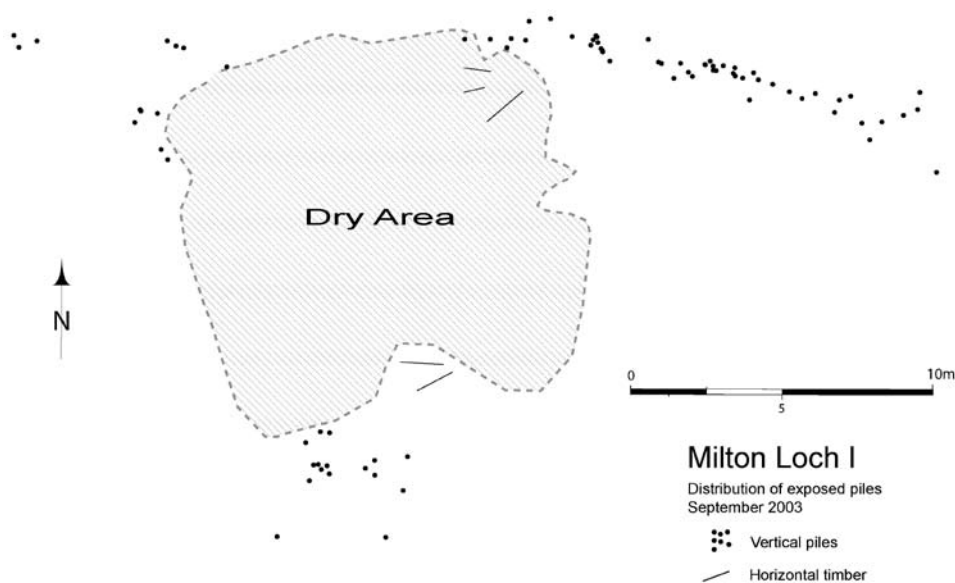 Dry Area
N
0 10m
5
Milton Loch I
Distribution of exposed piles
September 2003
Vertical piles
Horizontal timber